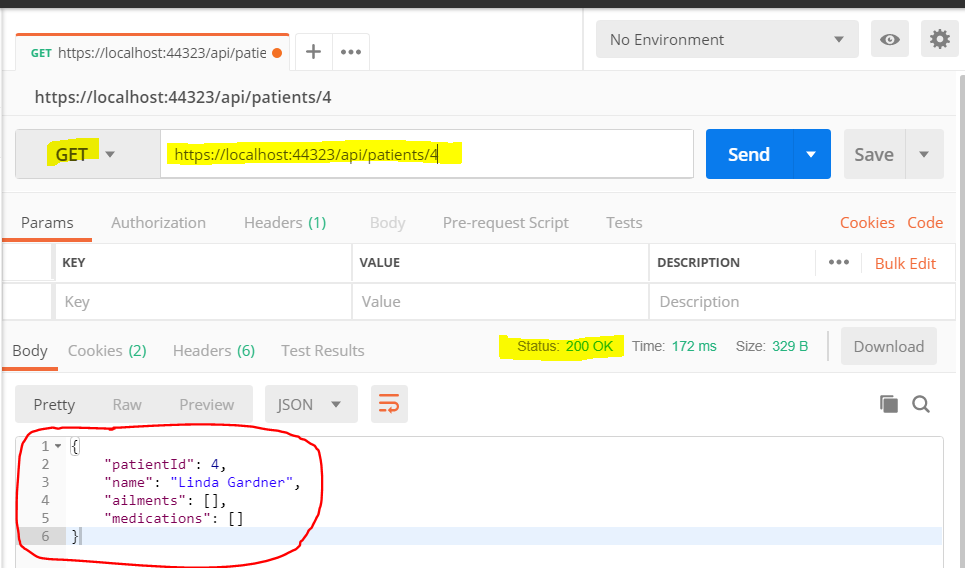 GET https://localhost:44323/api/patie
No Environment
https://localhost:44323/api/patients/4
GET https://localhost:44323/api/patients/4 Send Save
Params Authorization Headers (1) Body Pre-request Script Tests Cookies Code
KEY VALUE DESCRIPTION Bulk Edit
Key Value Description
Body Cookies (2) Headers (6) Test Results Status: 200 OK Time: 172 ms Size: 329 B Download
Pretty Raw Preview JSON
1 {
2 "patientId": 4,
3 "name": "Linda Gardner",
4 "ailments": [],
5 "medications": []
6 }